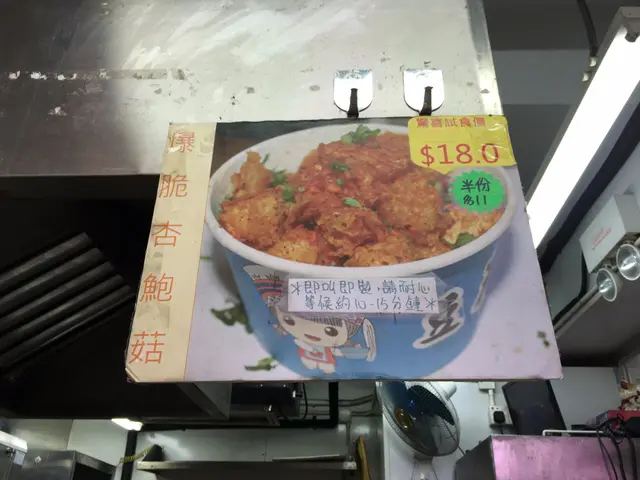 爆脆杏鮑菇
驚喜試食價
$18.0
半份
$11
*即叫即製，請耐心
等候約10-15分鐘*